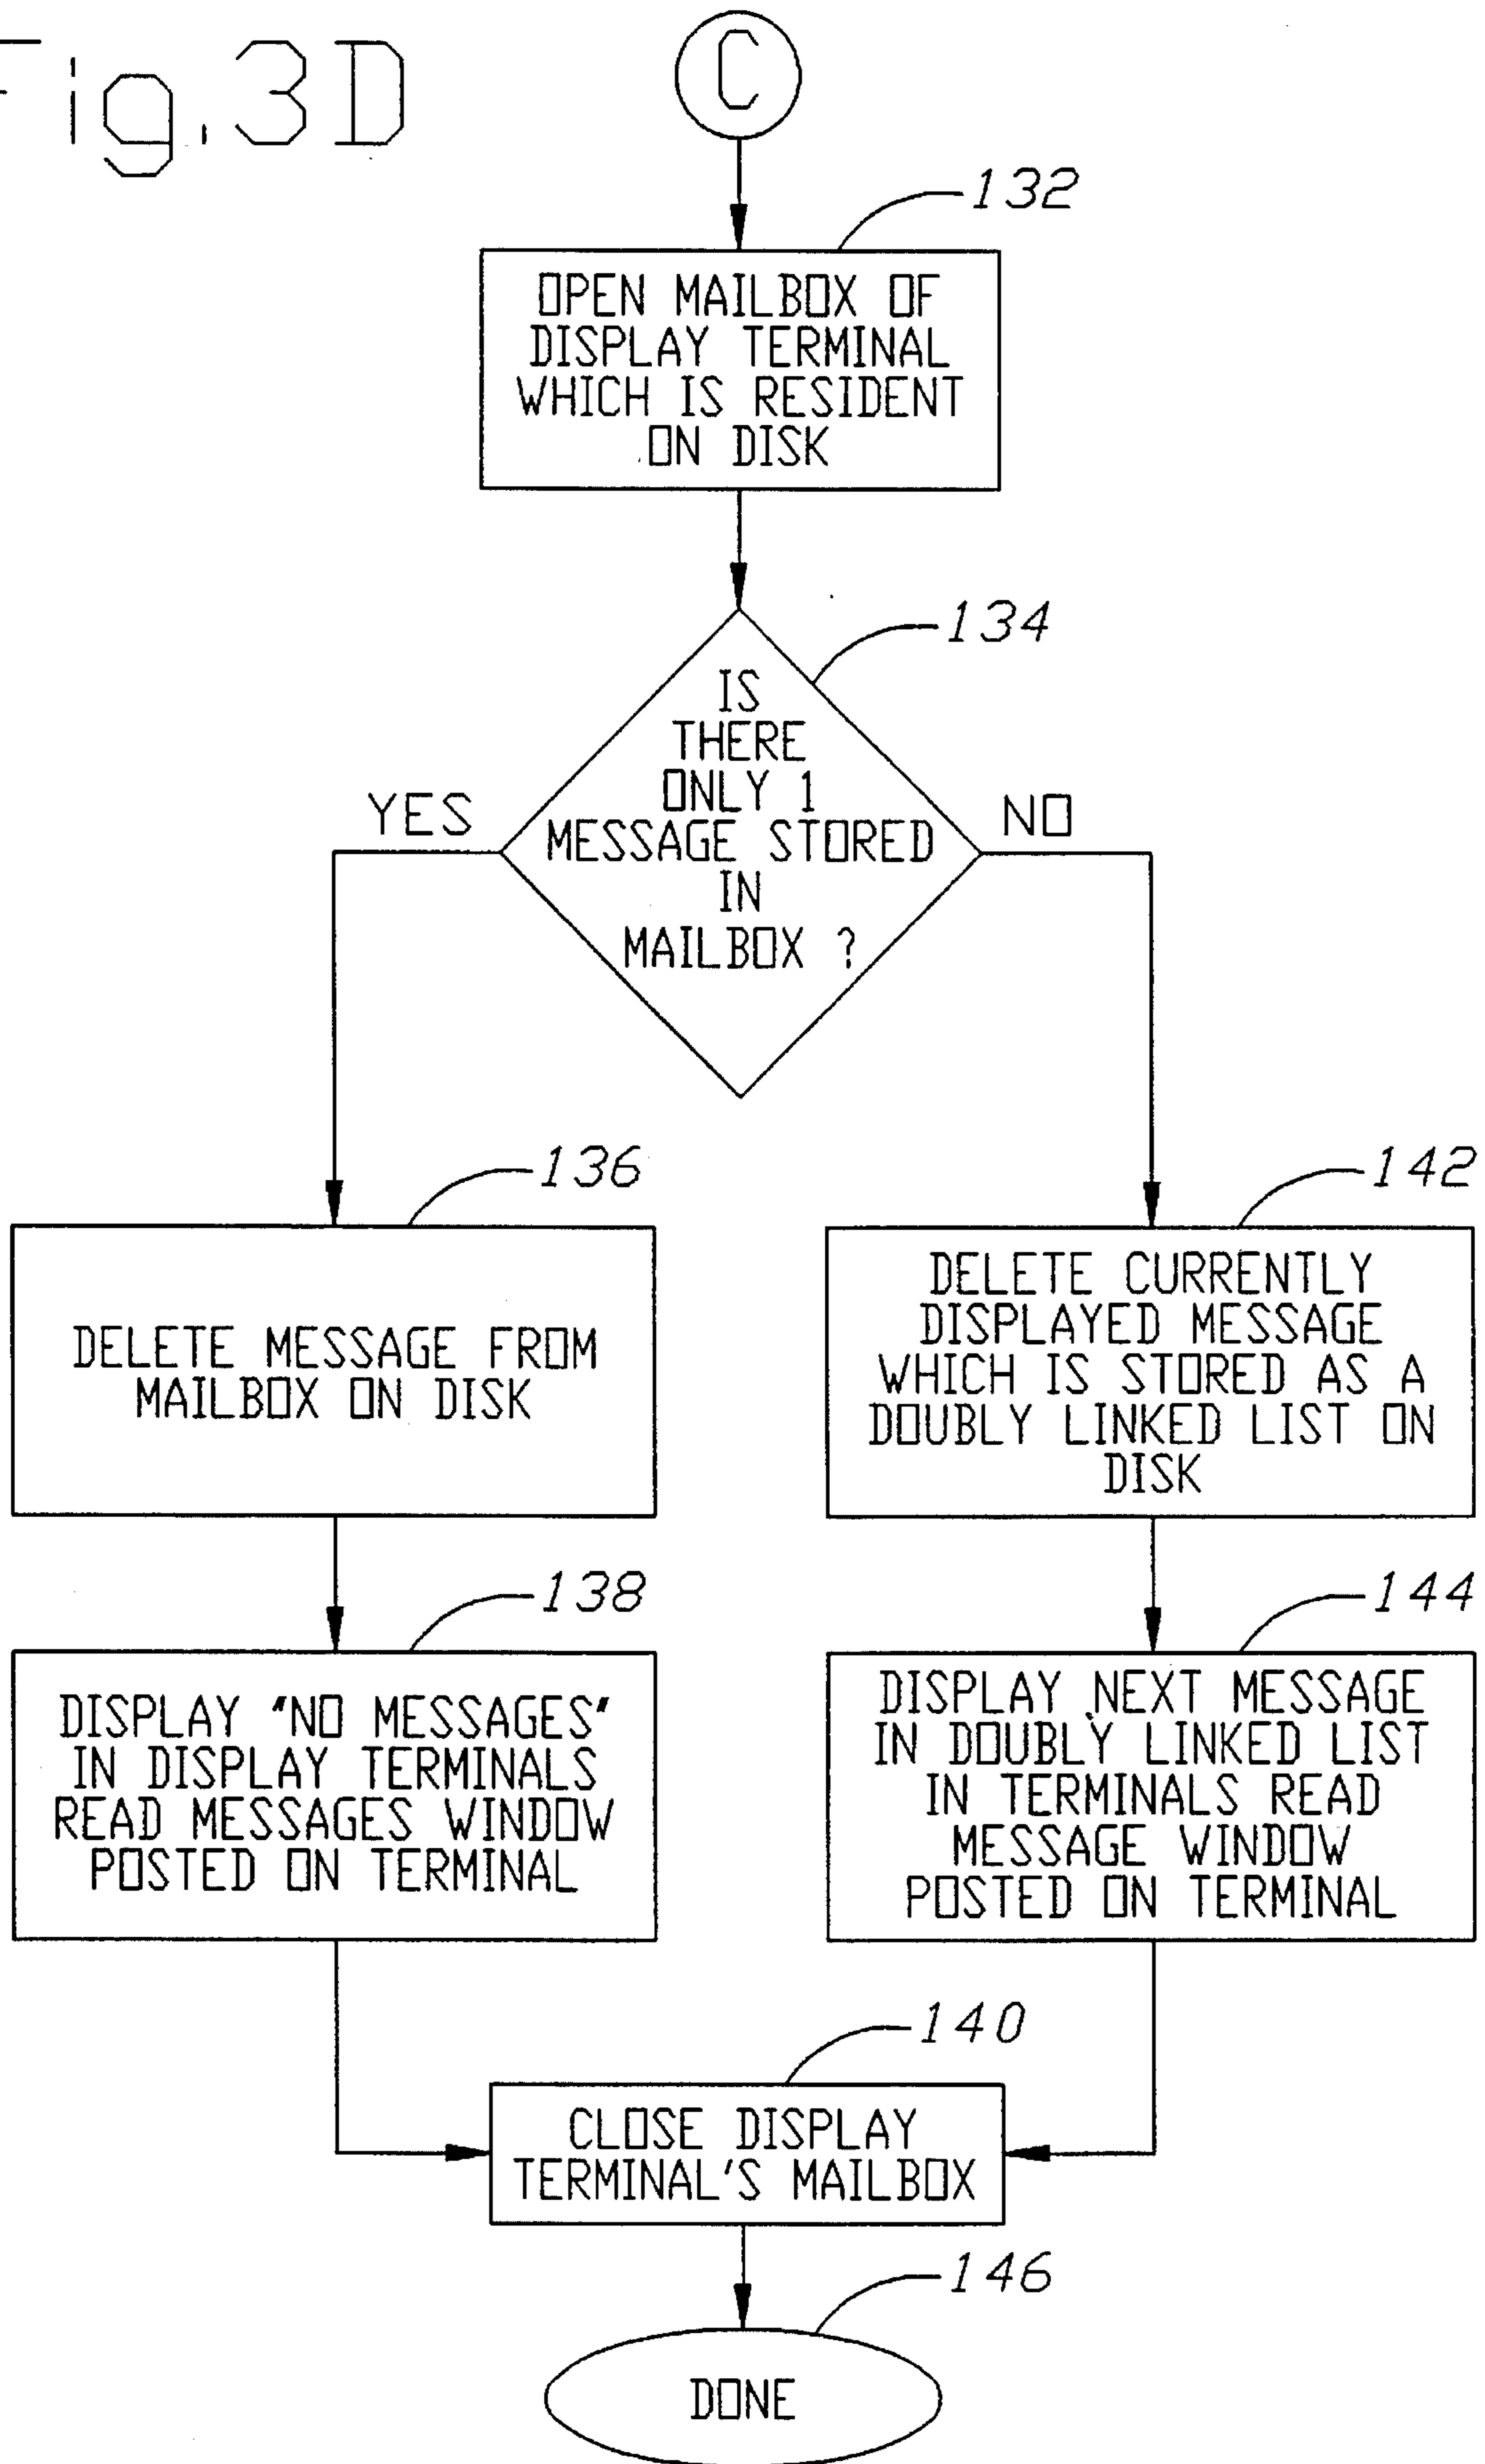 Fig.3D
C
132
OPEN MAILBOX OF
DISPLAY TERMINAL
WHICH IS RESIDENT
ON DISK
134
IS
THERE
ONLY 1
MESSAGE STORED
IN
MAILBOX ?
YES
NO
136
DELETE MESSAGE FROM
MAILBOX ON DISK
142
DELETE CURRENTLY
DISPLAYED MESSAGE
WHICH IS STORED AS A
DOUBLY LINKED LIST ON
DISK
138
DISPLAY "NO MESSAGES"
IN DISPLAY TERMINALS
READ MESSAGES WINDOW
POSTED ON TERMINAL
144
DISPLAY NEXT MESSAGE
IN DOUBLY LINKED LIST
IN TERMINALS READ
MESSAGE WINDOW
POSTED ON TERMINAL
140
CLOSE DISPLAY
TERMINAL'S MAILBOX
146
DONE